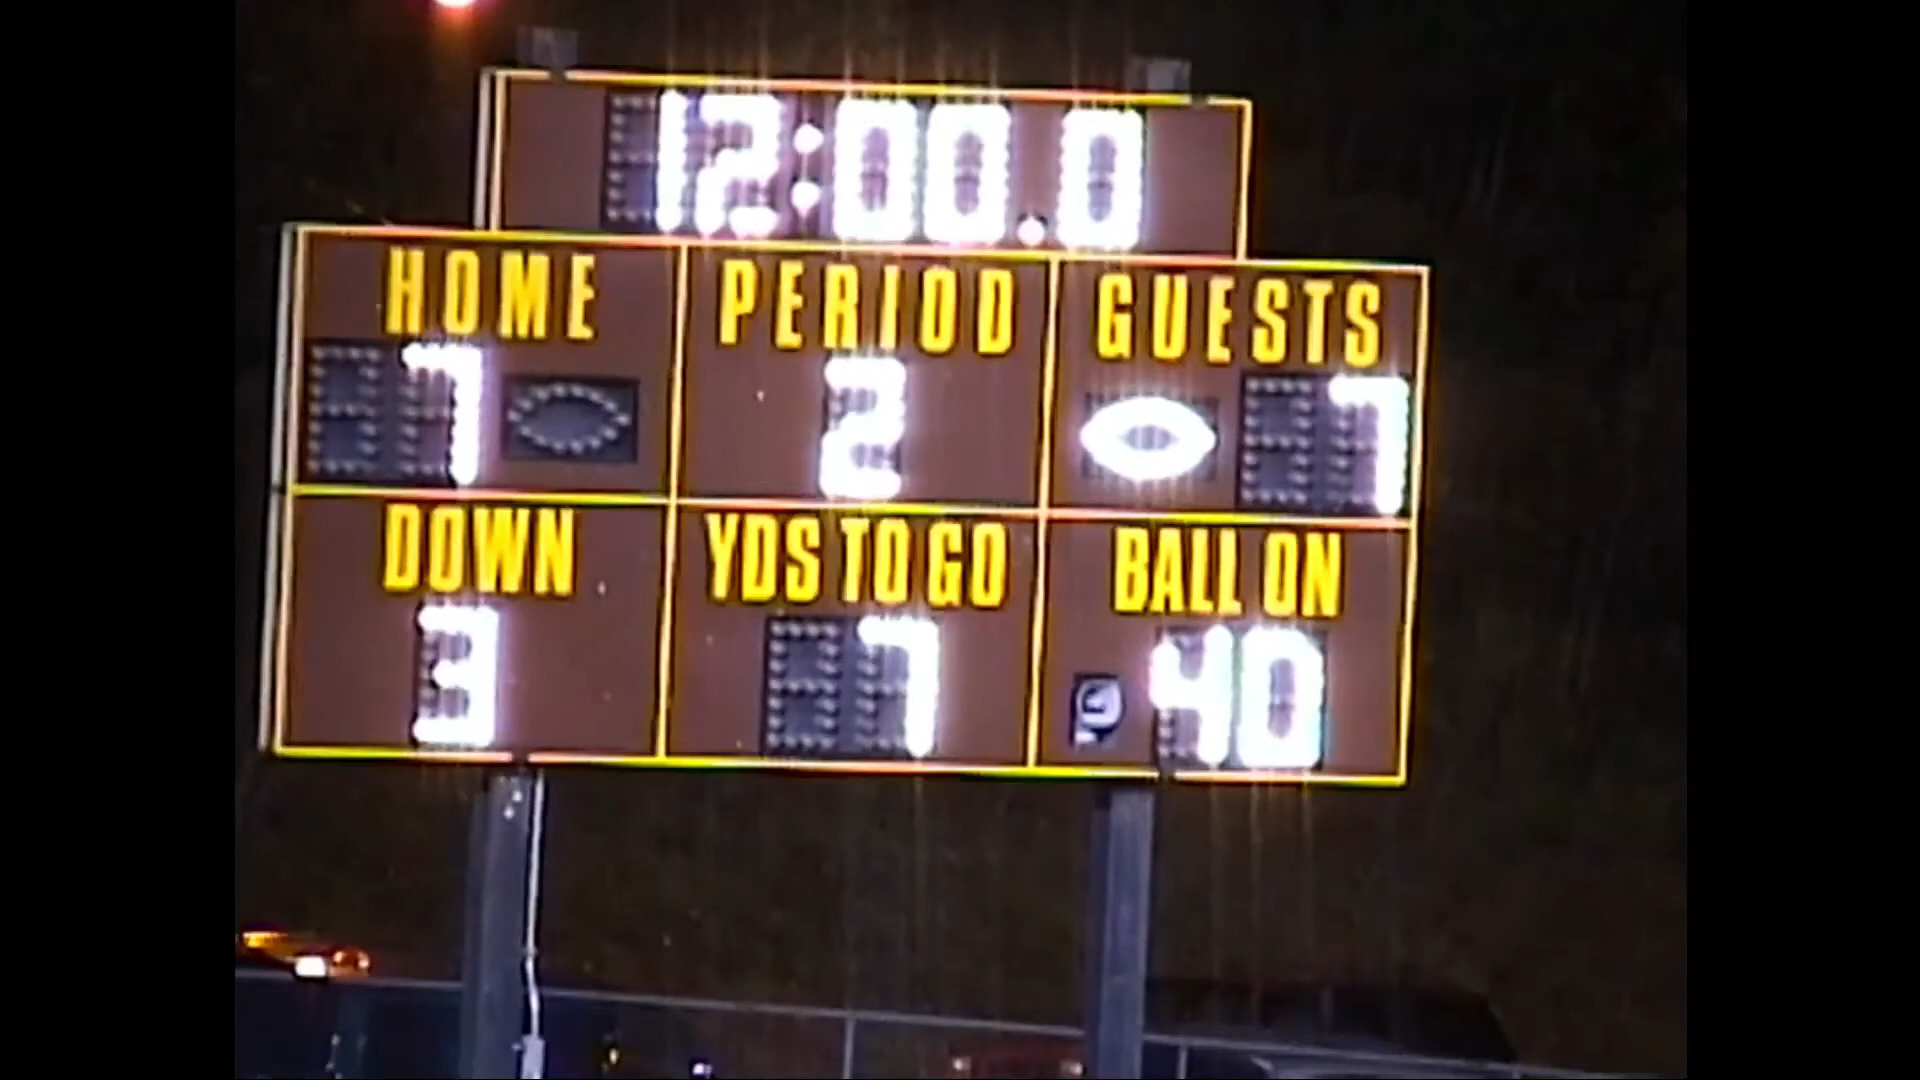 12:00.0
HOME PERIOD GUESTS
7 2 7
DOWN YDS TO GO BALL ON
3 7 40